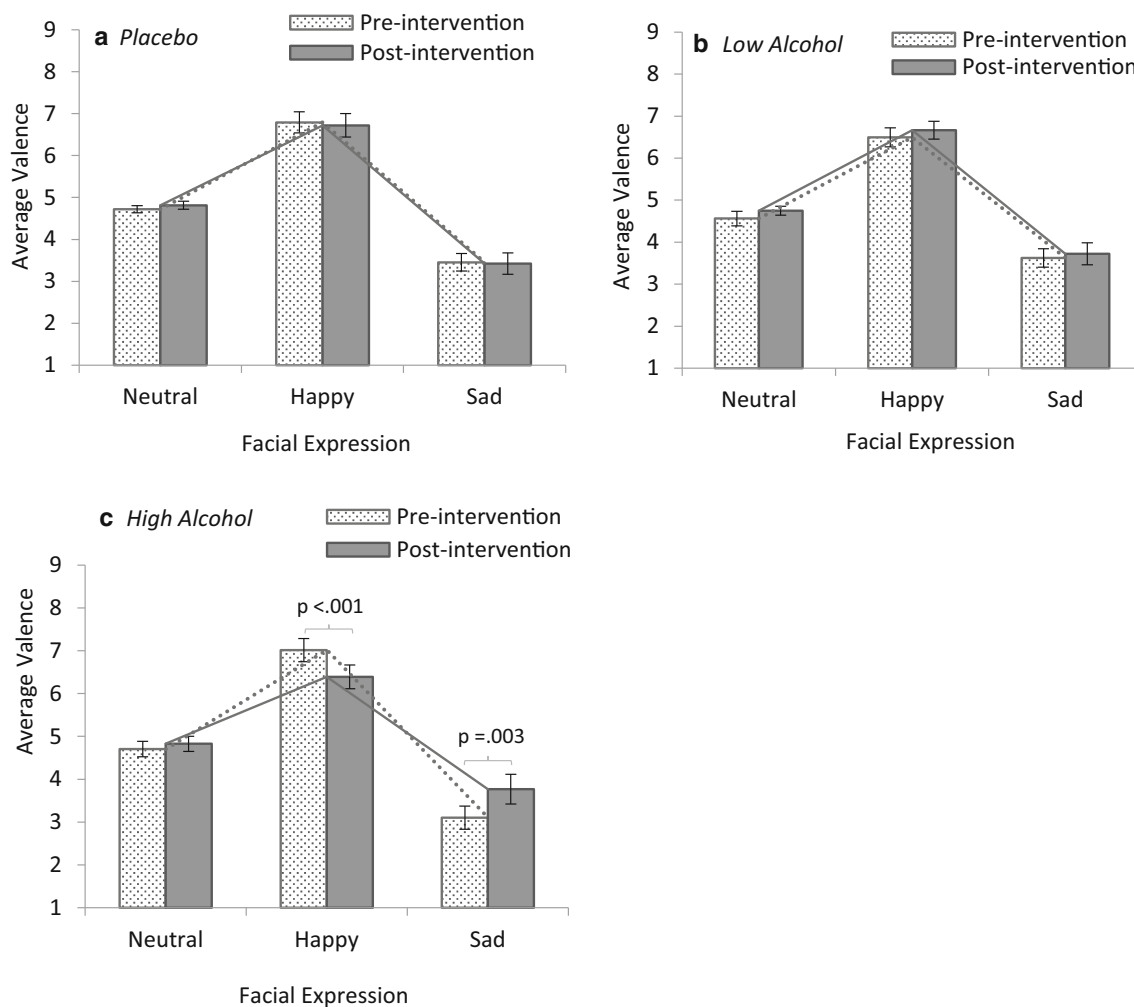 a Placebo
Pre-intervention
Post-intervention
9
8
7
6
5
4
3
2
1
Average Valence
Neutral Happy Sad
Facial Expression
b Low Alcohol
Pre-intervention
Post-intervention
9
8
7
6
5
4
3
2
1
Average Valence
Neutral Happy Sad
Facial Expression
c High Alcohol
Pre-intervention
Post-intervention
9
8
7
6
5
4
3
2
1
Average Valence
p <.001
p =.003
Neutral Happy Sad
Facial Expression